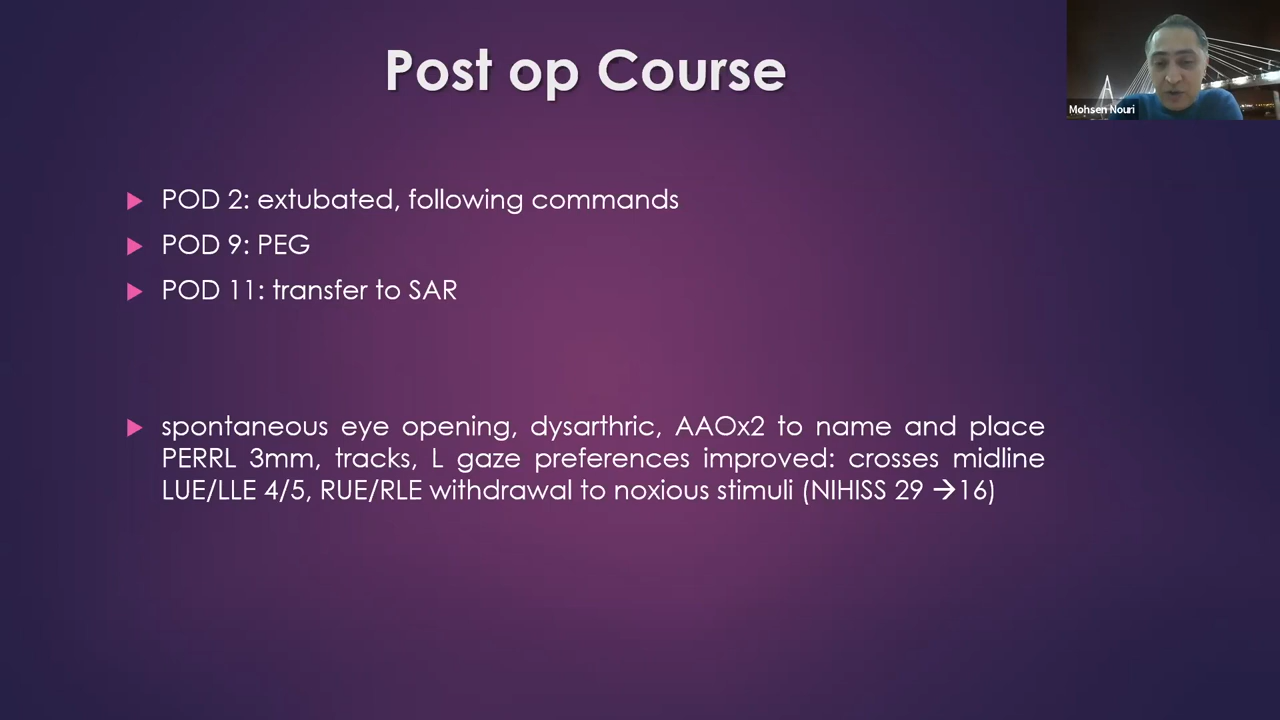 Post op Course
Mohsen Nouri
POD 2: extubated, following commands
POD 9: PEG
POD 11: transfer to SAR
spontaneous eye opening, dysarthric, AAOx2 to name and place
PERRL 3mm, tracks, L gaze preferences improved: crosses midline
LUE/LLE 4/5, RUE/RLE withdrawal to noxious stimuli (NIHISS 29 →16)